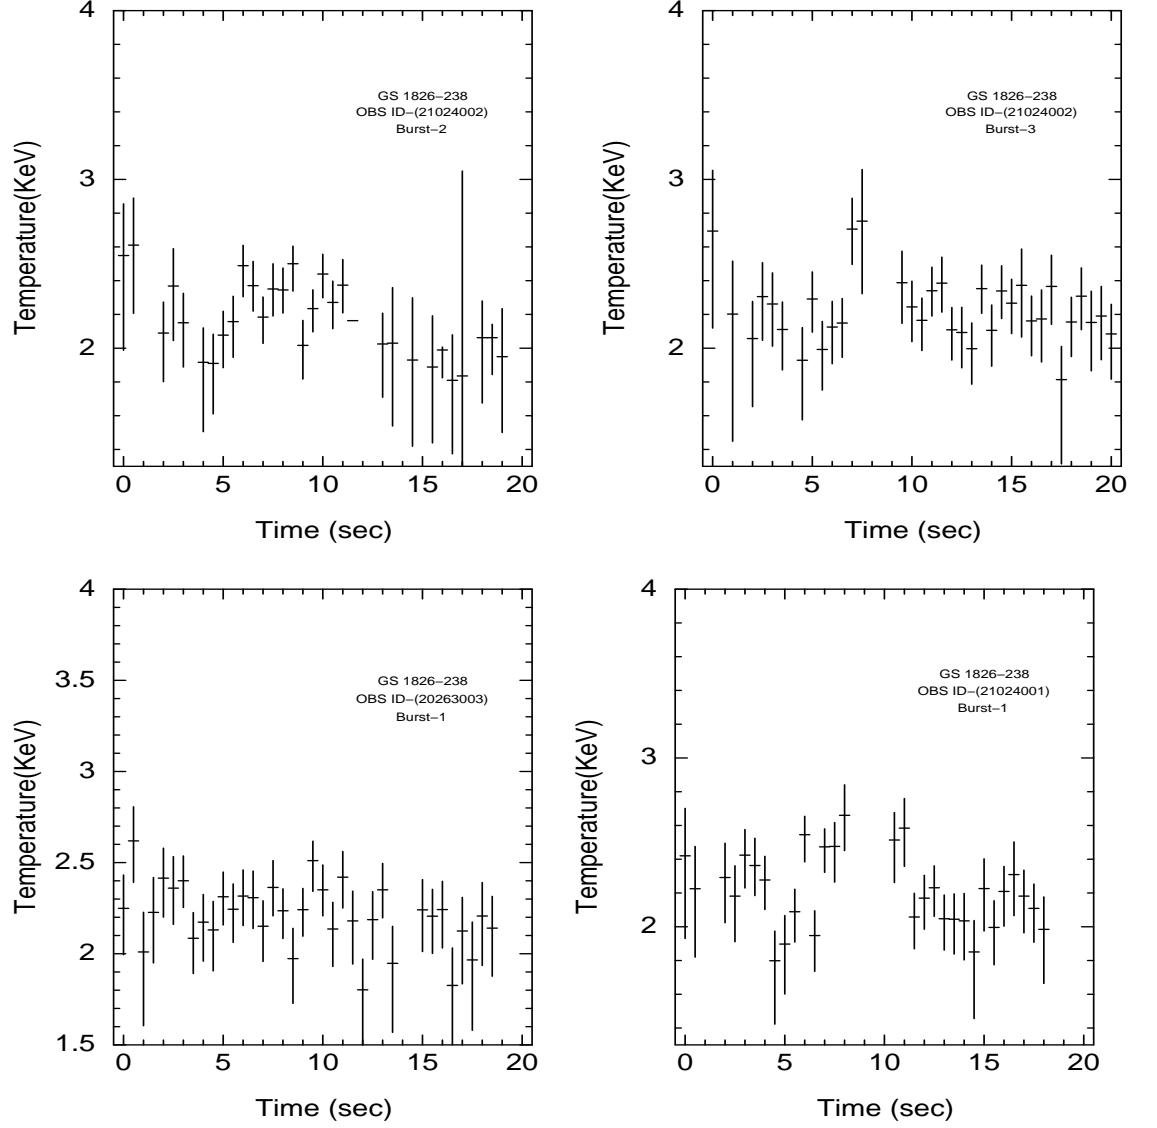 4
3
2
Temperature(KeV)
GS 1826−238
OBS ID−(21024002)
Burst−2
0 5 10 15 20
Time (sec)
4
3
2
Temperature(KeV)
GS 1826−238
OBS ID−(21024002)
Burst−3
0 5 10 15 20
Time (sec)
4
3.5
3
2.5
2
1.5
Temperature(KeV)
GS 1826−238
OBS ID−(20263003)
Burst−1
0 5 10 15 20
Time (sec)
4
3
2
Temperature(KeV)
GS 1826−238
OBS ID−(21024001)
Burst−1
0 5 10 15 20
Time (sec)